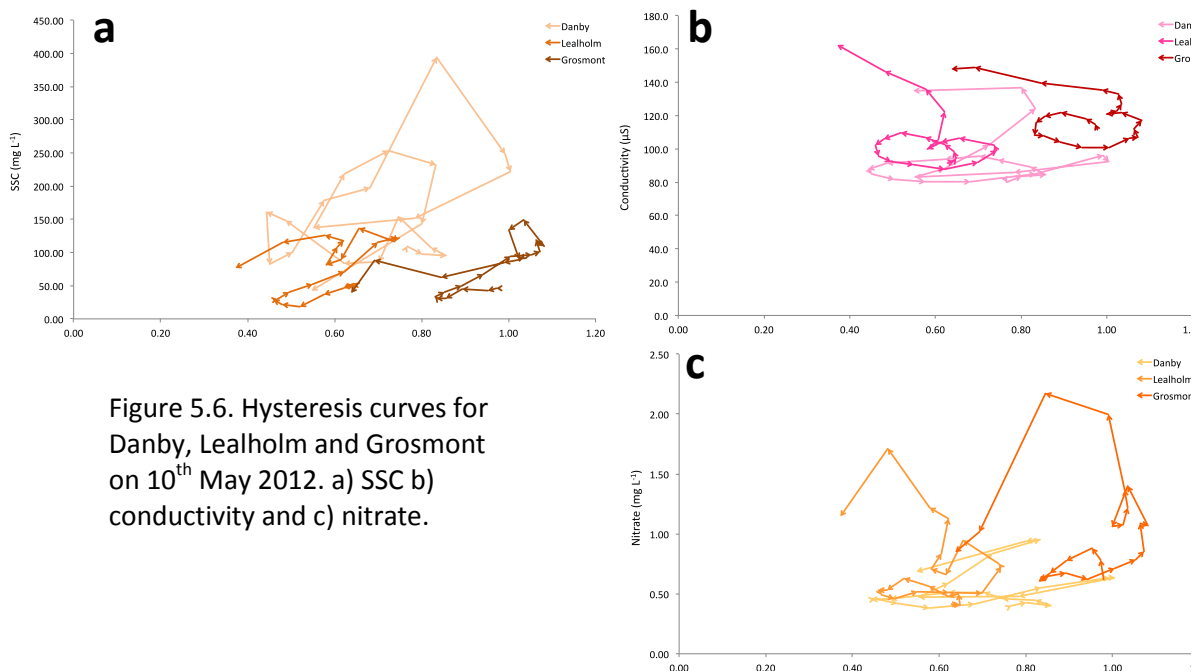 a
450.00
400.00
350.00
300.00
250.00
200.00
150.00
100.00
50.00
0.00
0.00 0.20 0.40 0.60 0.80 1.00 1.20
SSC (mg L⁻¹)
Danby
Lealholm
Grosmont
b
180.0
160.0
140.0
120.0
100.0
80.0
60.0
40.0
20.0
0.0
0.00 0.20 0.40 0.60 0.80 1.00 1.
Conductivity (μS)
Dan
Leal
Gro
c
2.50
2.00
1.50
1.00
0.50
0.00
0.00 0.20 0.40 0.60 0.80 1.00 1.
Nitrate (mg L⁻¹)
Danby
Lealholm
Grosmont
Figure 5.6. Hysteresis curves for
Danby, Lealholm and Grosmont
on 10th May 2012. a) SSC b)
conductivity and c) nitrate.